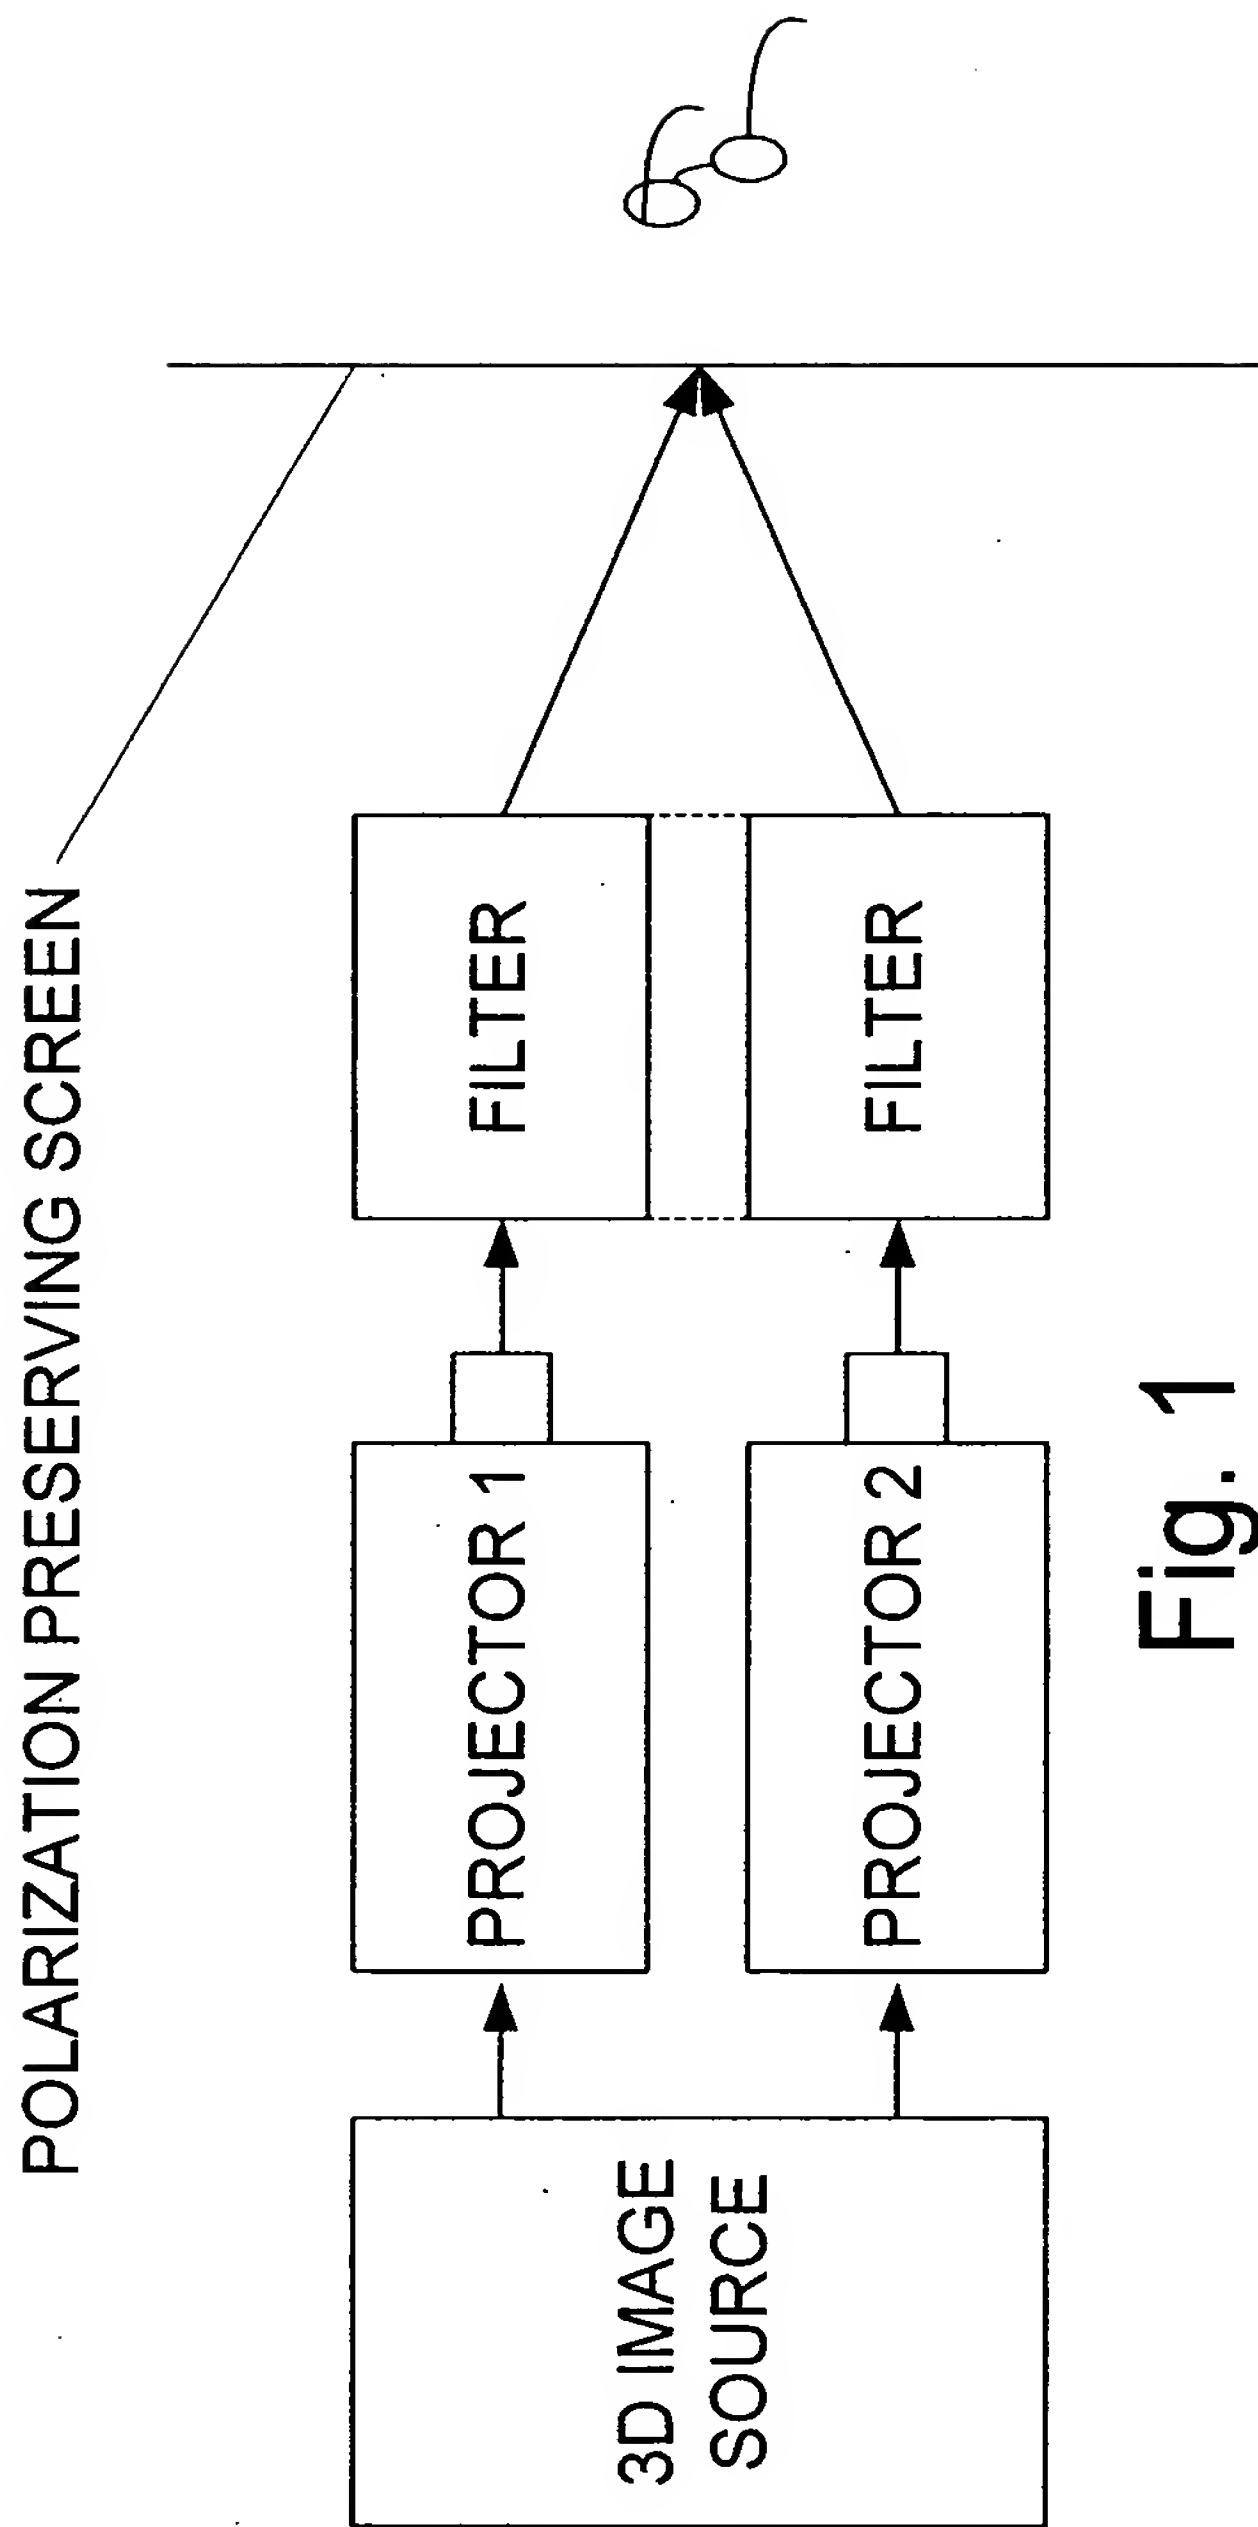 POLARIZATION PRESERVING SCREEN
3D IMAGE
SOURCE
PROJECTOR 1
FILTER
PROJECTOR 2
FILTER
Fig. 1